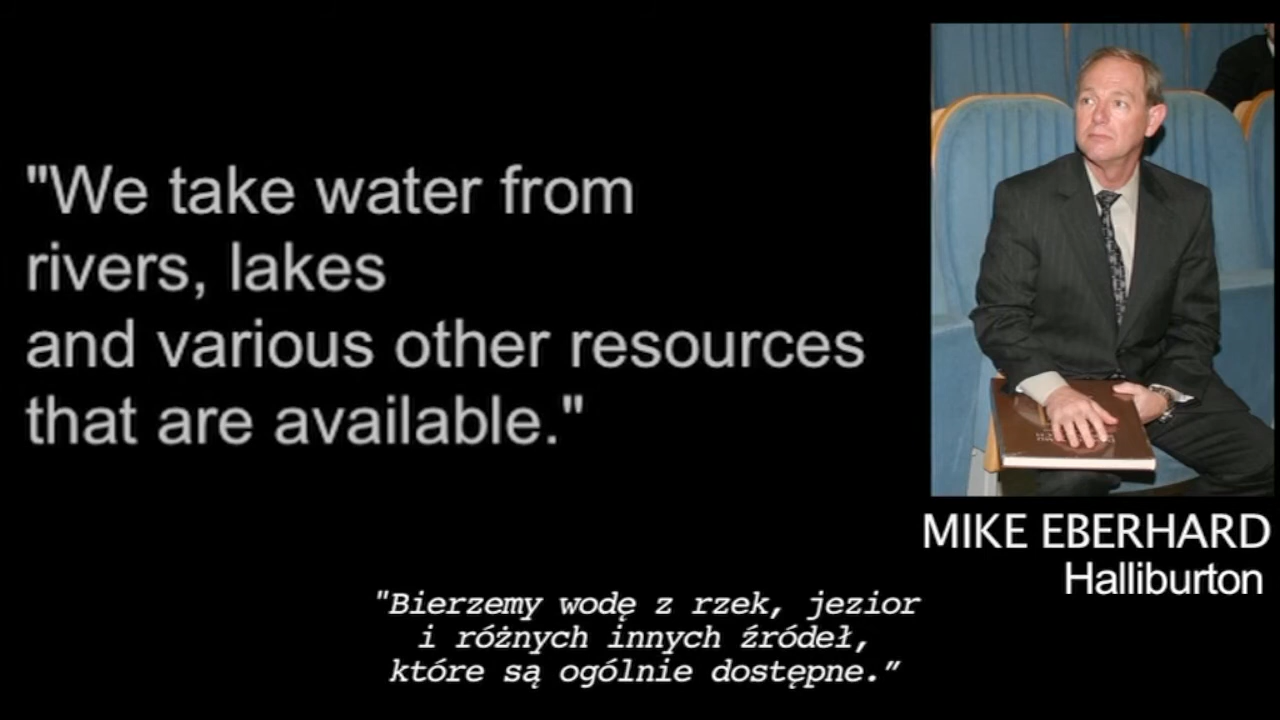 "We take water from
rivers, lakes
and various other resources
that are available."
MIKE EBERHARD
Halliburton
"Bierzemy wodę z rzek, jezior
i różnych innych źródeł,
które są ogólnie dostępne.”